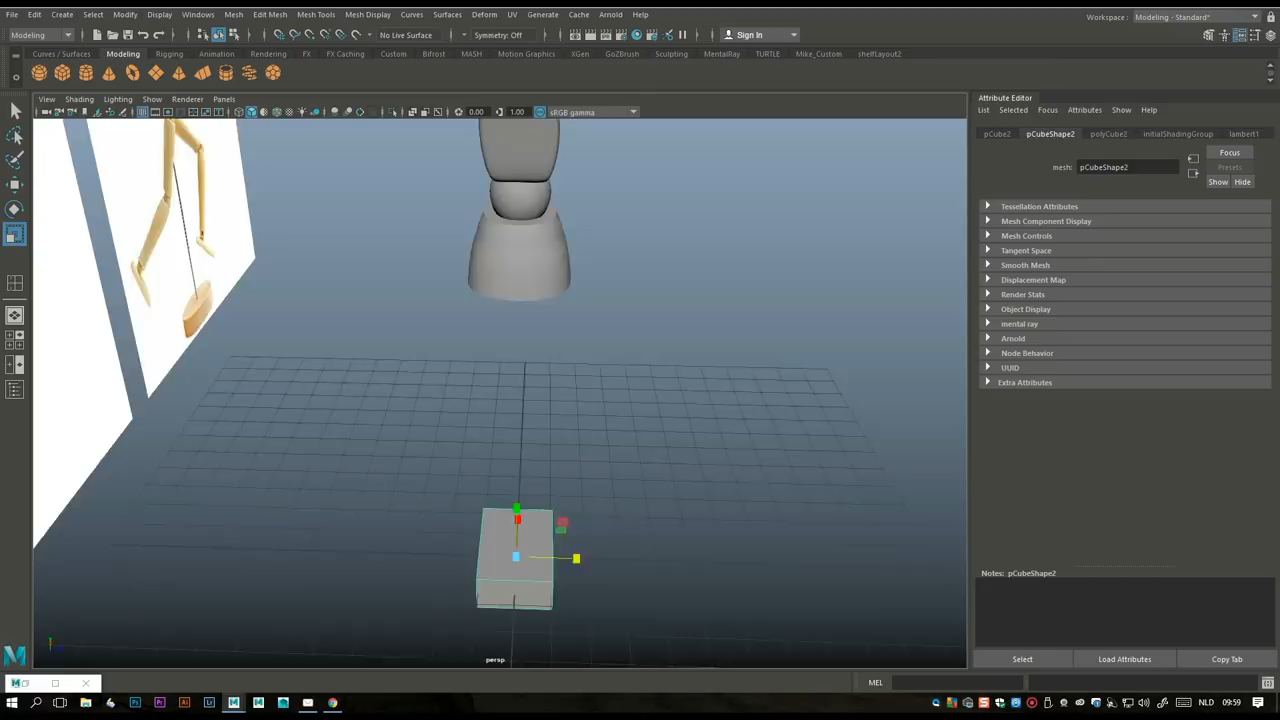 File Edit Create Select Modify Display Windows Mesh Edit Mesh Mesh Tools Mesh Display Curves Surfaces Deform UV Generate Cache Arnold Help
Workspace : Modeling - Standard*
Modeling
No Live Surface
Symmetry: Off
Sign In
Curves / Surfaces Modeling Rigging Animation Rendering FX FX Caching Custom Bifrost MASH Motion Graphics XGen GoZBrush Sculpting MentalRay TURTLE Mike_Custom shelfLayout2
View Shading Lighting Show Renderer Panels
0.00 1.00 sRGB gamma
Attribute Editor
List Selected Focus Attributes Show Help
pCube2 pCubeShape2 polyCube2 initialShadingGroup lambert1
Focus
mesh: pCubeShape2
Presets
Show Hide
Tessellation Attributes
Mesh Component Display
Mesh Controls
Tangent Space
Smooth Mesh
Displacement Map
Render Stats
Object Display
mental ray
Arnold
Node Behavior
UUID
Extra Attributes
Notes: pCubeShape2
persp
Select Load Attributes Copy Tab
MEL
NLD 09:59